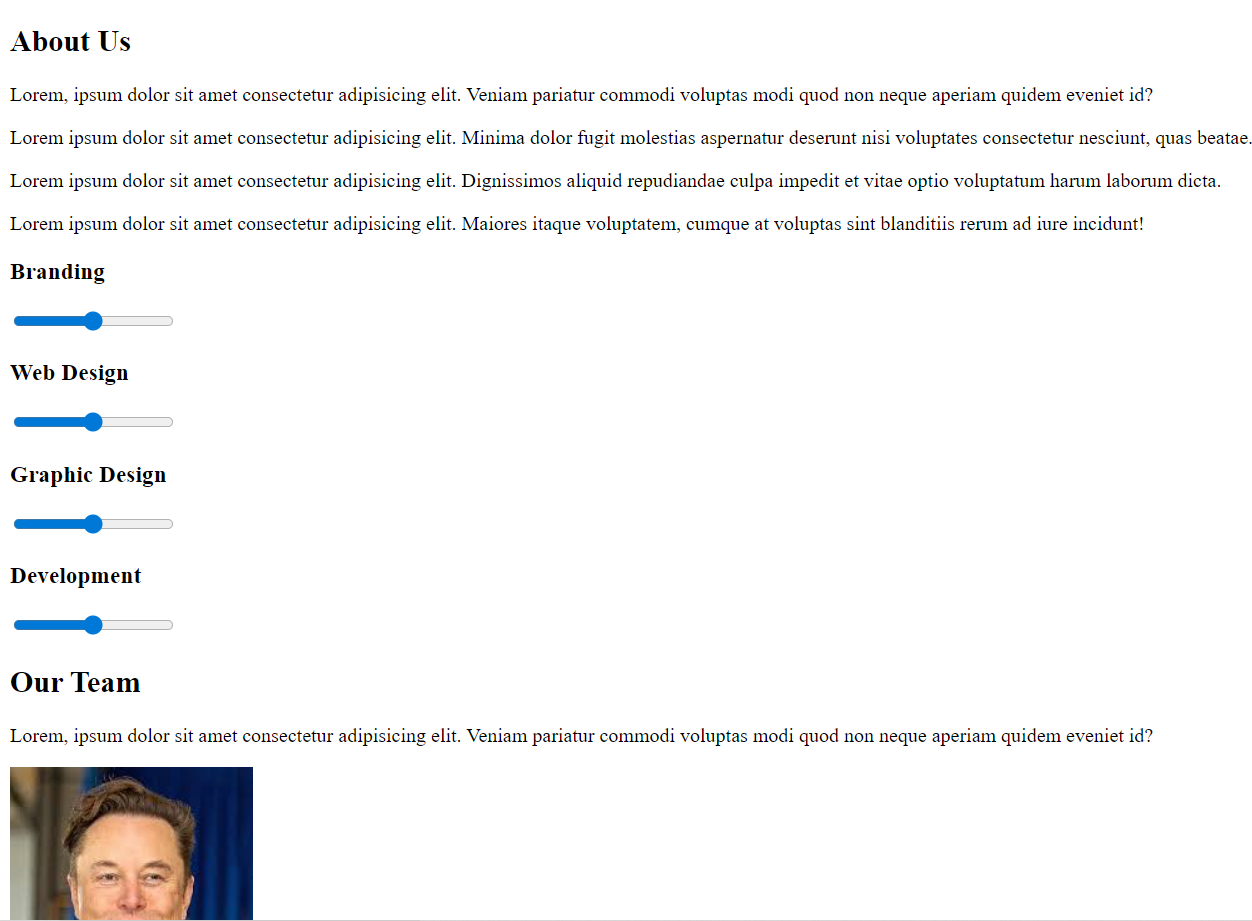 About Us
Lorem, ipsum dolor sit amet consectetur adipisicing elit. Veniam pariatur commodi voluptas modi quod non neque aperiam quidem eveniet id?
Lorem ipsum dolor sit amet consectetur adipisicing elit. Minima dolor fugit molestias aspernatur deserunt nisi voluptates consectetur nesciunt, quas beatae.
Lorem ipsum dolor sit amet consectetur adipisicing elit. Dignissimos aliquid repudiandae culpa impedit et vitae optio voluptatum harum laborum dicta.
Lorem ipsum dolor sit amet consectetur adipisicing elit. Maiores itaque voluptatem, cumque at voluptas sint blanditiis rerum ad iure incidunt!
Branding
Web Design
Graphic Design
Development
Our Team
Lorem, ipsum dolor sit amet consectetur adipisicing elit. Veniam pariatur commodi voluptas modi quod non neque aperiam quidem eveniet id?